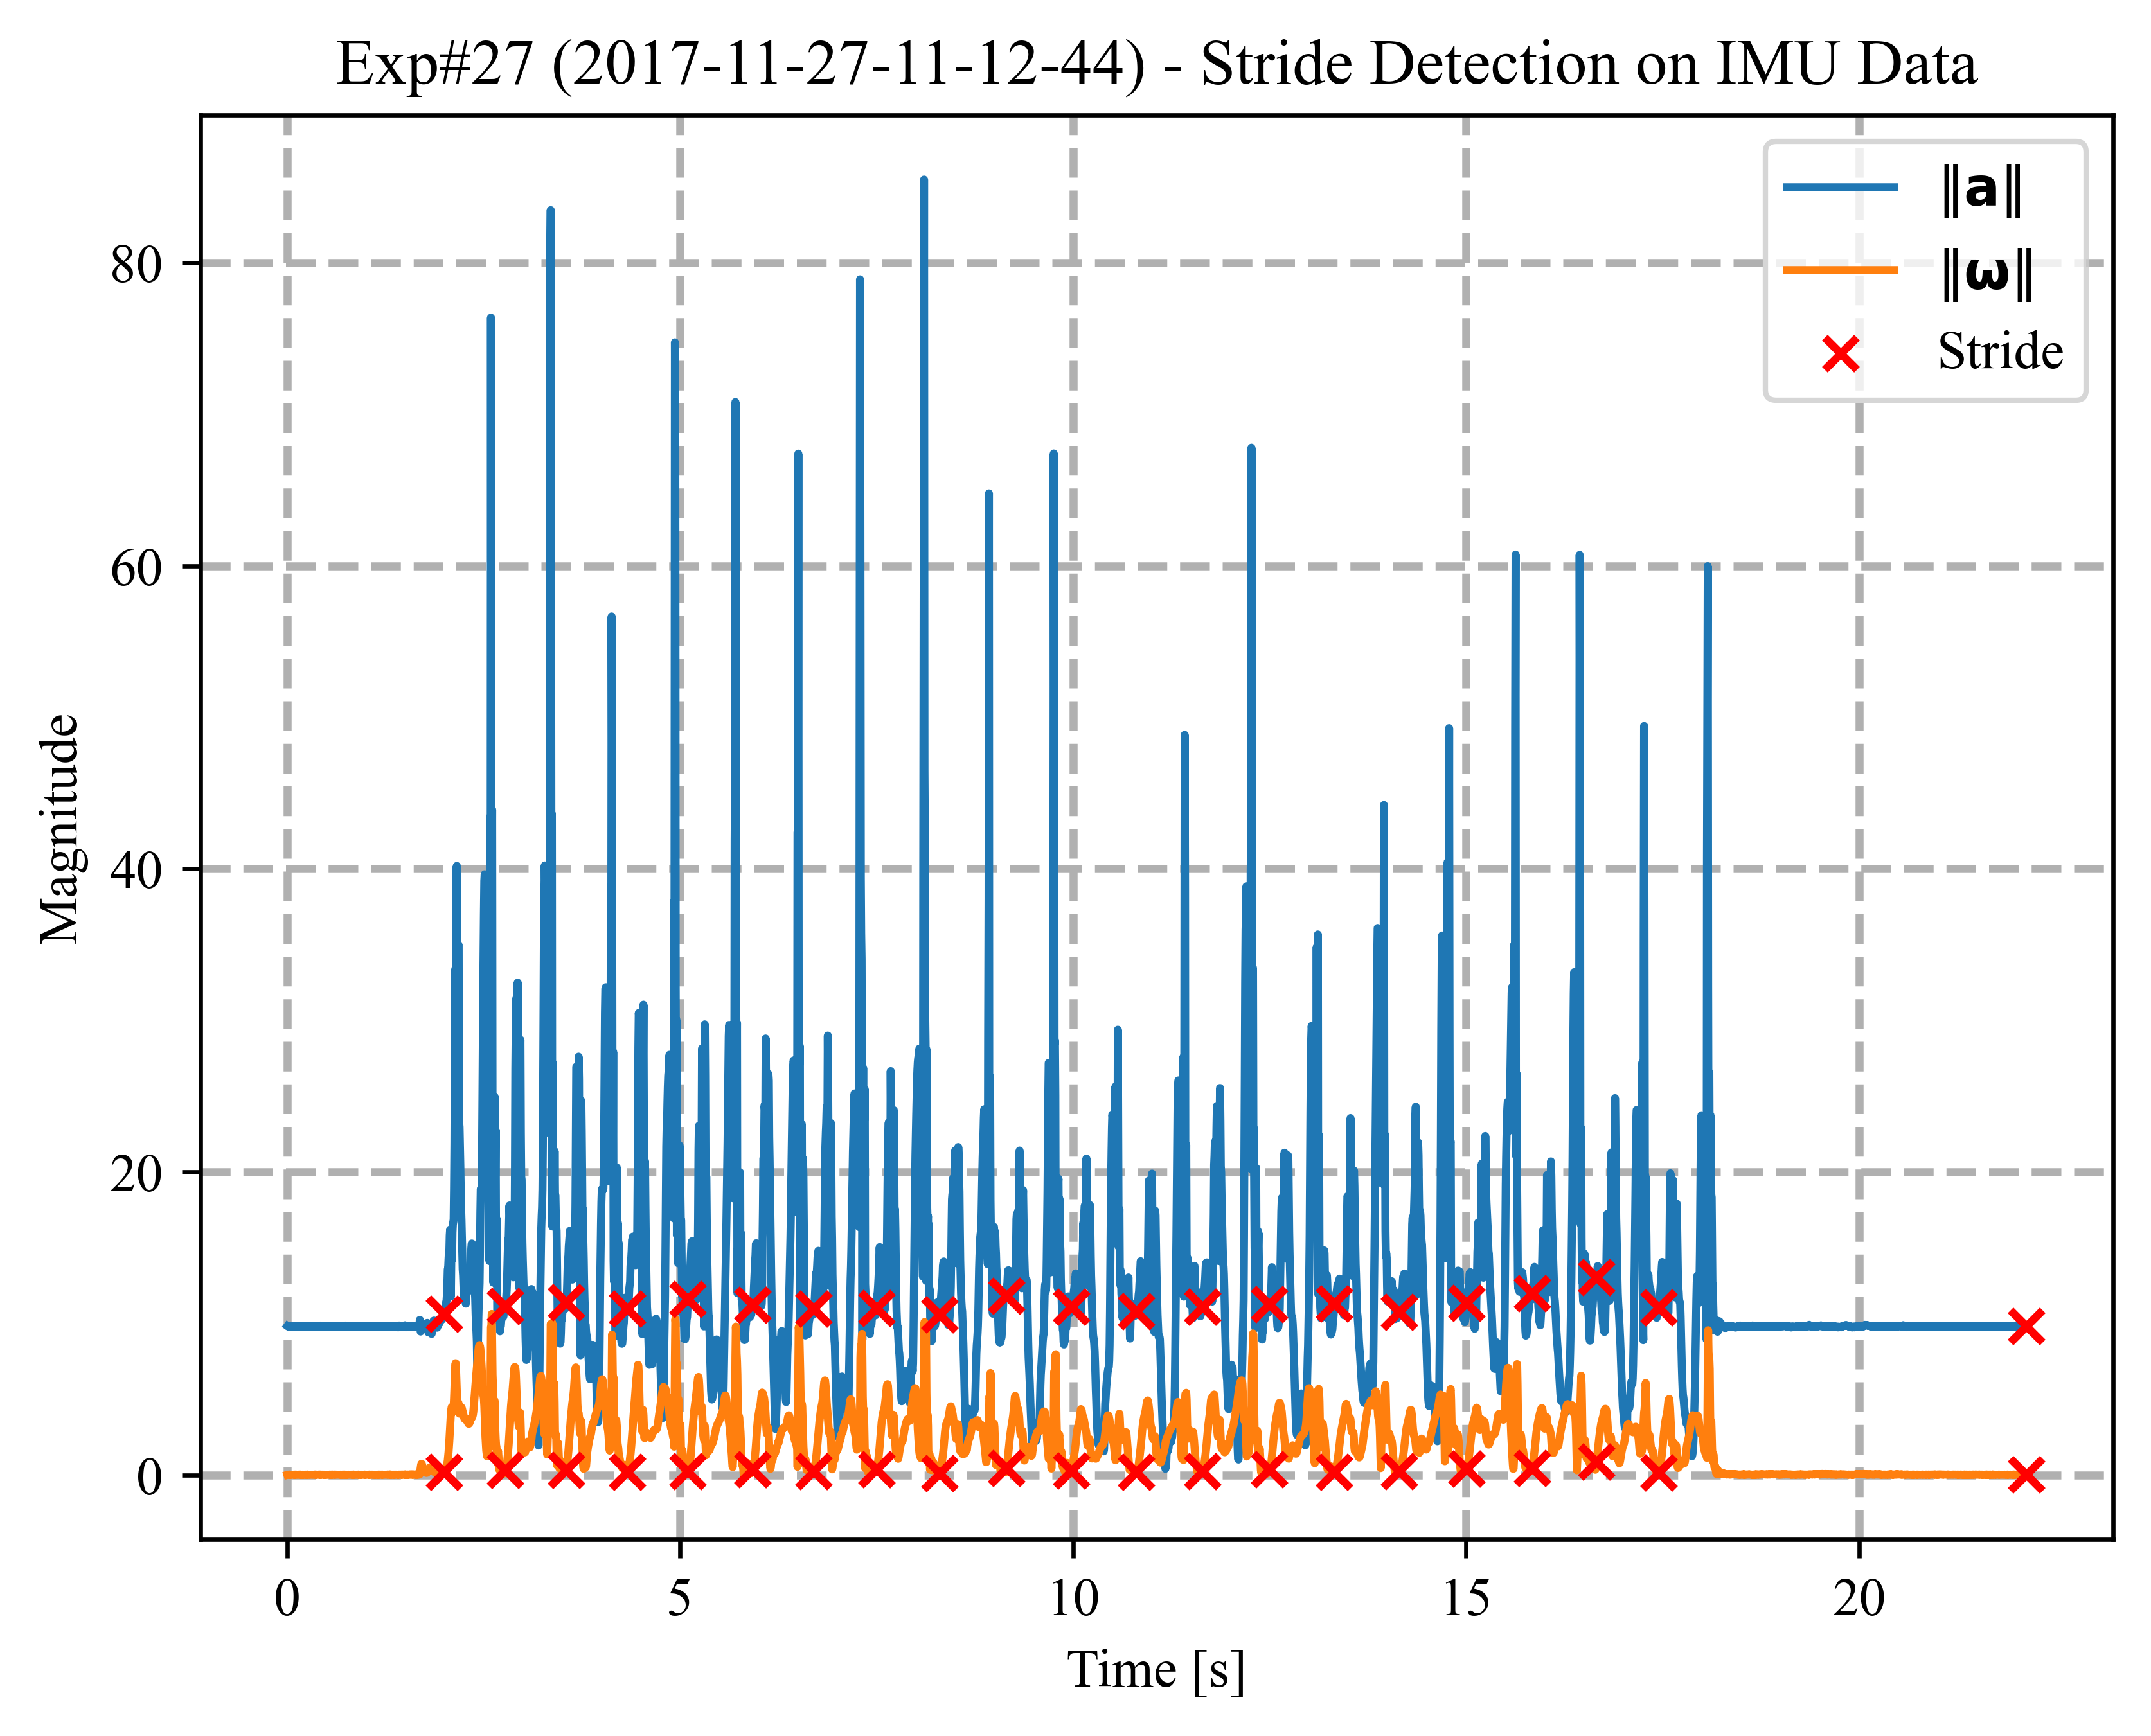 Exp#27 (2017-11-27-11-12-44) - Stride Detection on IMU Data
‖a‖
‖ω‖
Stride
Magnitude
80
60
40
20
0
0 5 10 15 20
Time [s]